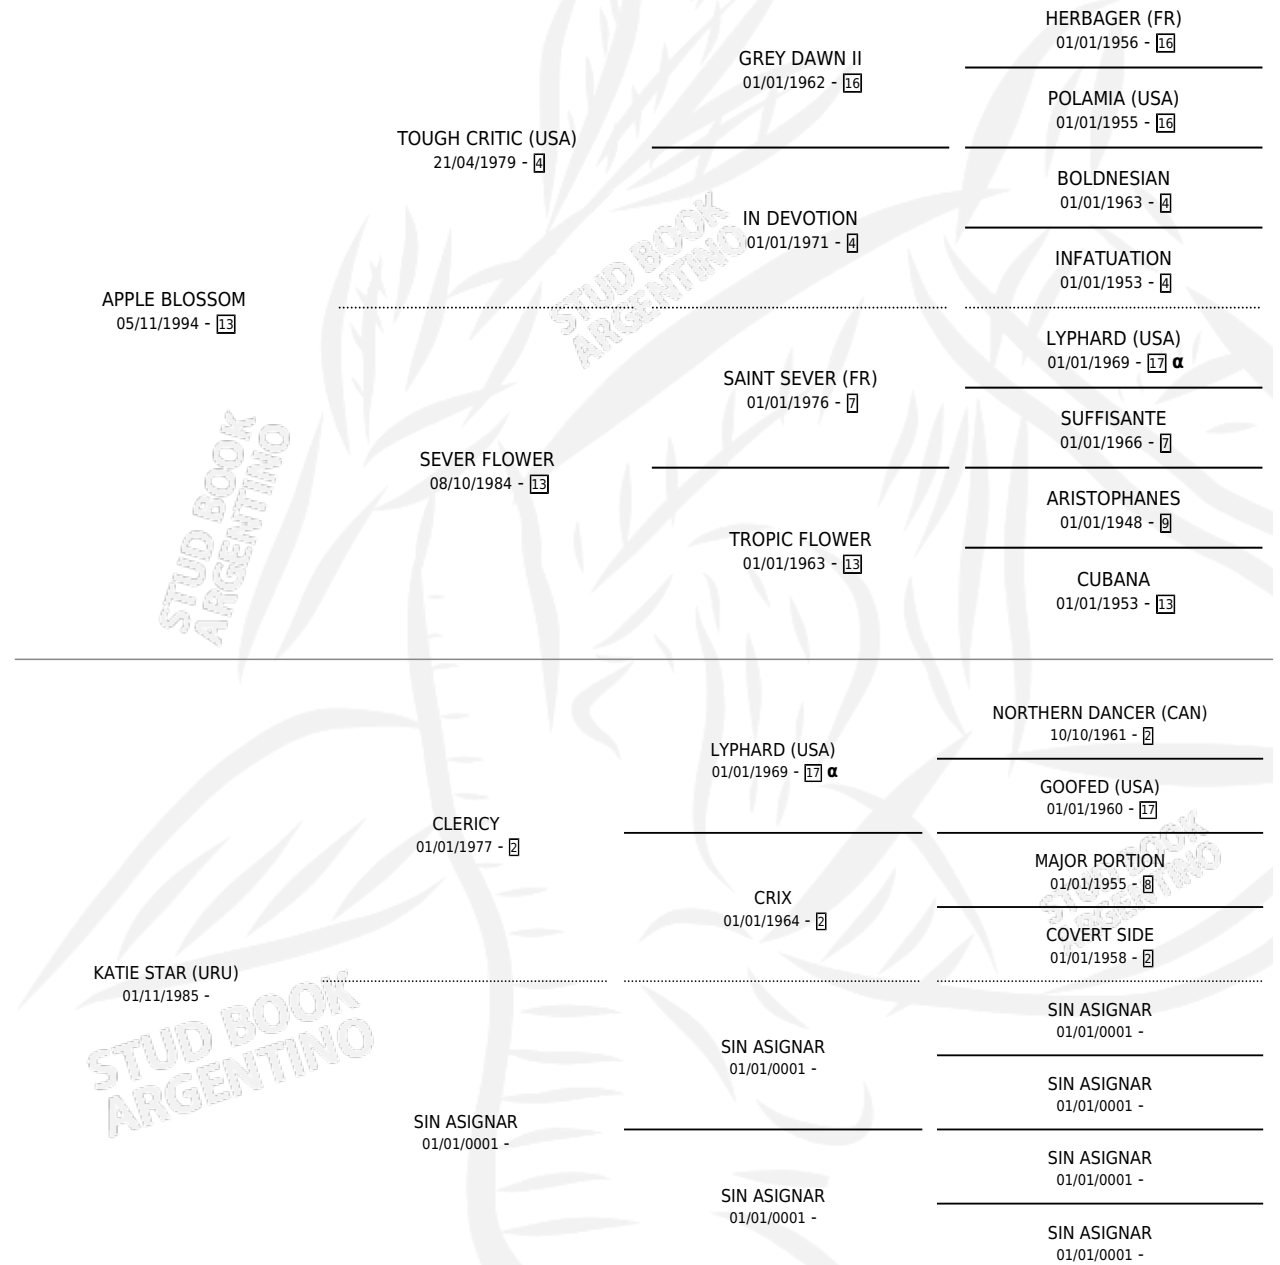 HERBAGER (FR)
01/01/1956 - 16
GREY DAWN II
01/01/1962 - 16
POLAMIA (USA)
01/01/1955 - 16
TOUGH CRITIC (USA)
21/04/1979 - 4
BOLDNESIAN
01/01/1963 - 4
IN DEVOTION
01/01/1971 - 4
INFATUATION
01/01/1953 - 4
APPLE BLOSSOM
05/11/1994 - 13
LYPHARD (USA)
01/01/1969 - 17 α
SAINT SEVER (FR)
01/01/1976 - 7
SUFFISANTE
01/01/1966 - 7
SEVER FLOWER
08/10/1984 - 13
ARISTOPHANES
01/01/1948 - 9
TROPIC FLOWER
01/01/1963 - 13
CUBANA
01/01/1953 - 13
STUD BOOK
ARGENTINO
STUD BOOK
ARGENTINO
NORTHERN DANCER (CAN)
10/10/1961 - 2
LYPHARD (USA)
01/01/1969 - 17 α
GOOFED (USA)
01/01/1960 - 17
CLERICY
01/01/1977 - 2
MAJOR PORTION
01/01/1955 - 8
CRIX
01/01/1964 - 2
COVERT SIDE
01/01/1958 - 2
KATIE STAR (URU)
01/11/1985 -
SIN ASIGNAR
01/01/0001 -
SIN ASIGNAR
01/01/0001 -
SIN ASIGNAR
01/01/0001 -
SIN ASIGNAR
01/01/0001 -
SIN ASIGNAR
01/01/0001 -
SIN ASIGNAR
01/01/0001 -
SIN ASIGNAR
01/01/0001 -
STUD BOOK
ARGENTINO
STUD BOOK
ARGENTINO